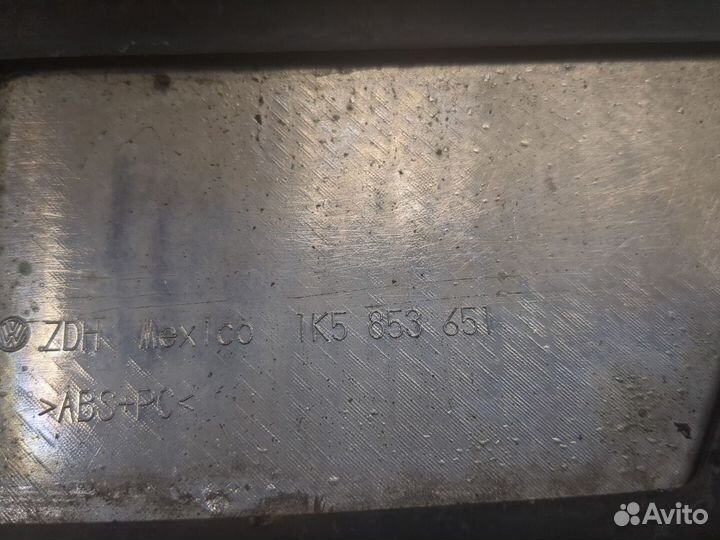 ZDH Mexico 1K5 853 651
>ABS+PC<
Avito